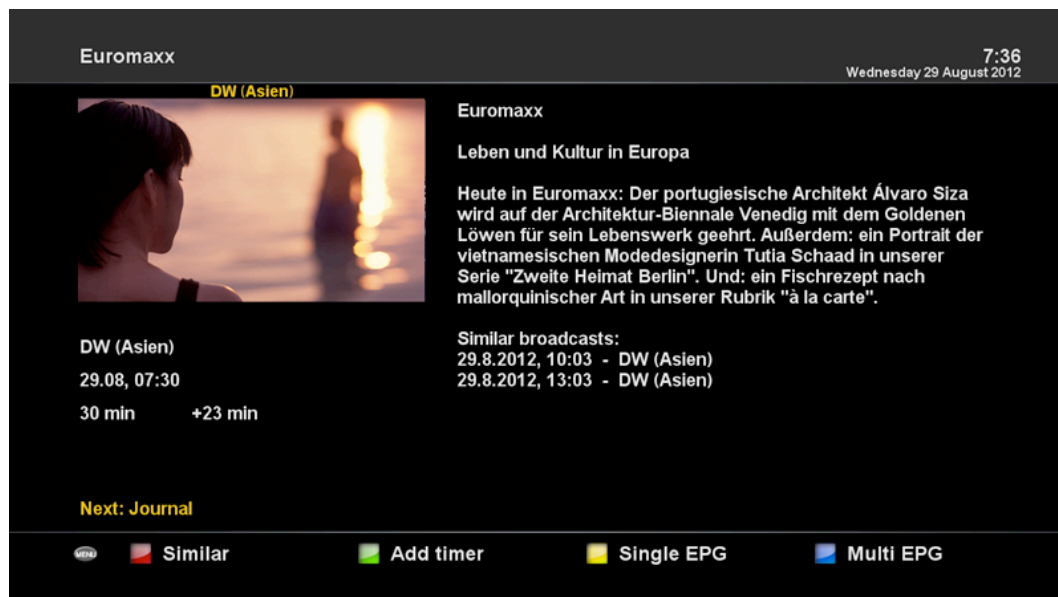 Euromaxx
7:36
Wednesday 29 August 2012
DW (Asien)
Euromaxx
Leben und Kultur in Europa
Heute in Euromaxx: Der portugiesische Architekt Álvaro Siza
wird auf der Architektur-Biennale Venedig mit dem Goldenen
Löwen für sein Lebenswerk geehrt. Außerdem: ein Portrait der
vietnamesischen Modedesignerin Tutia Schaad in unserer
Serie "Zweite Heimat Berlin". Und: ein Fischrezept nach
mallorquinischer Art in unserer Rubrik "à la carte".
Similar broadcasts:
29.8.2012, 10:03 - DW (Asien)
29.8.2012, 13:03 - DW (Asien)
DW (Asien)
29.08, 07:30
30 min +23 min
Next: Journal
MENU Similar Add timer Single EPG Multi EPG